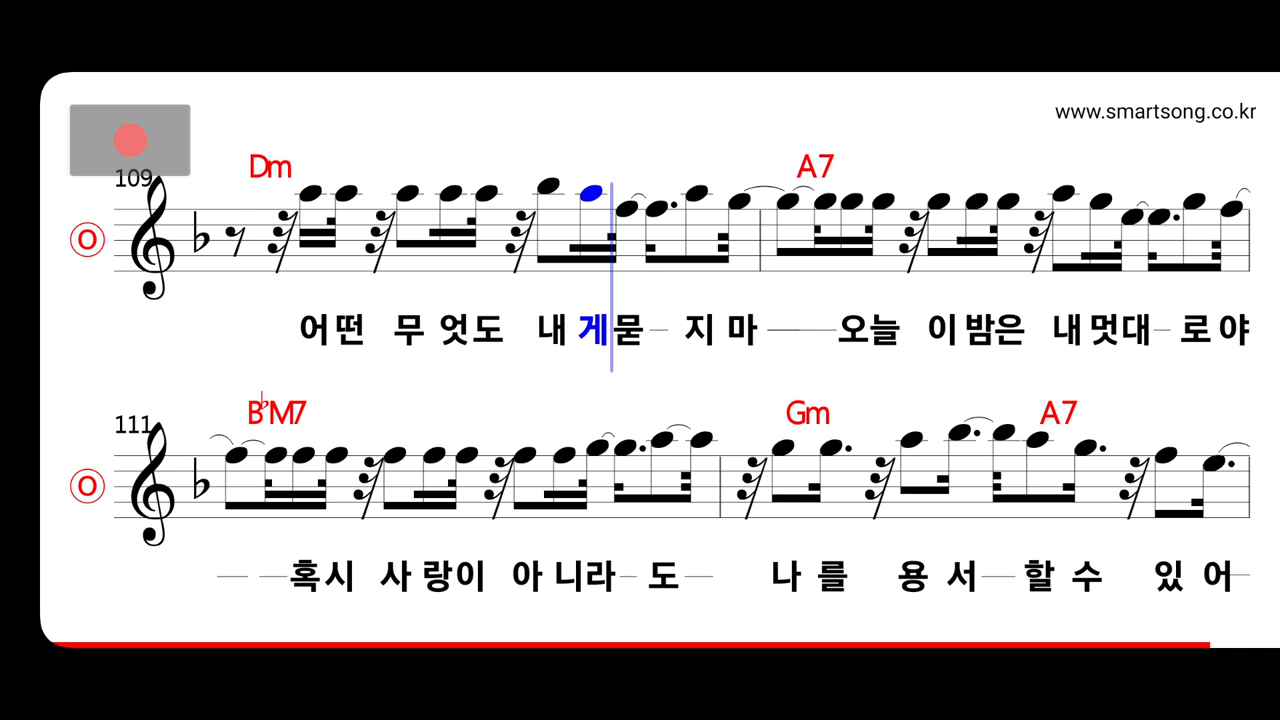 www.smartsong.co.kr
Dm A7
109
O
어떤 무 엇도 내 게묻 지 마 오늘 이 밤은 내 멋대 로 야
B♭M7 Gm A7
111
O
혹시 사 랑이 아 니라 도 나 를 용 서 할 수 있 어